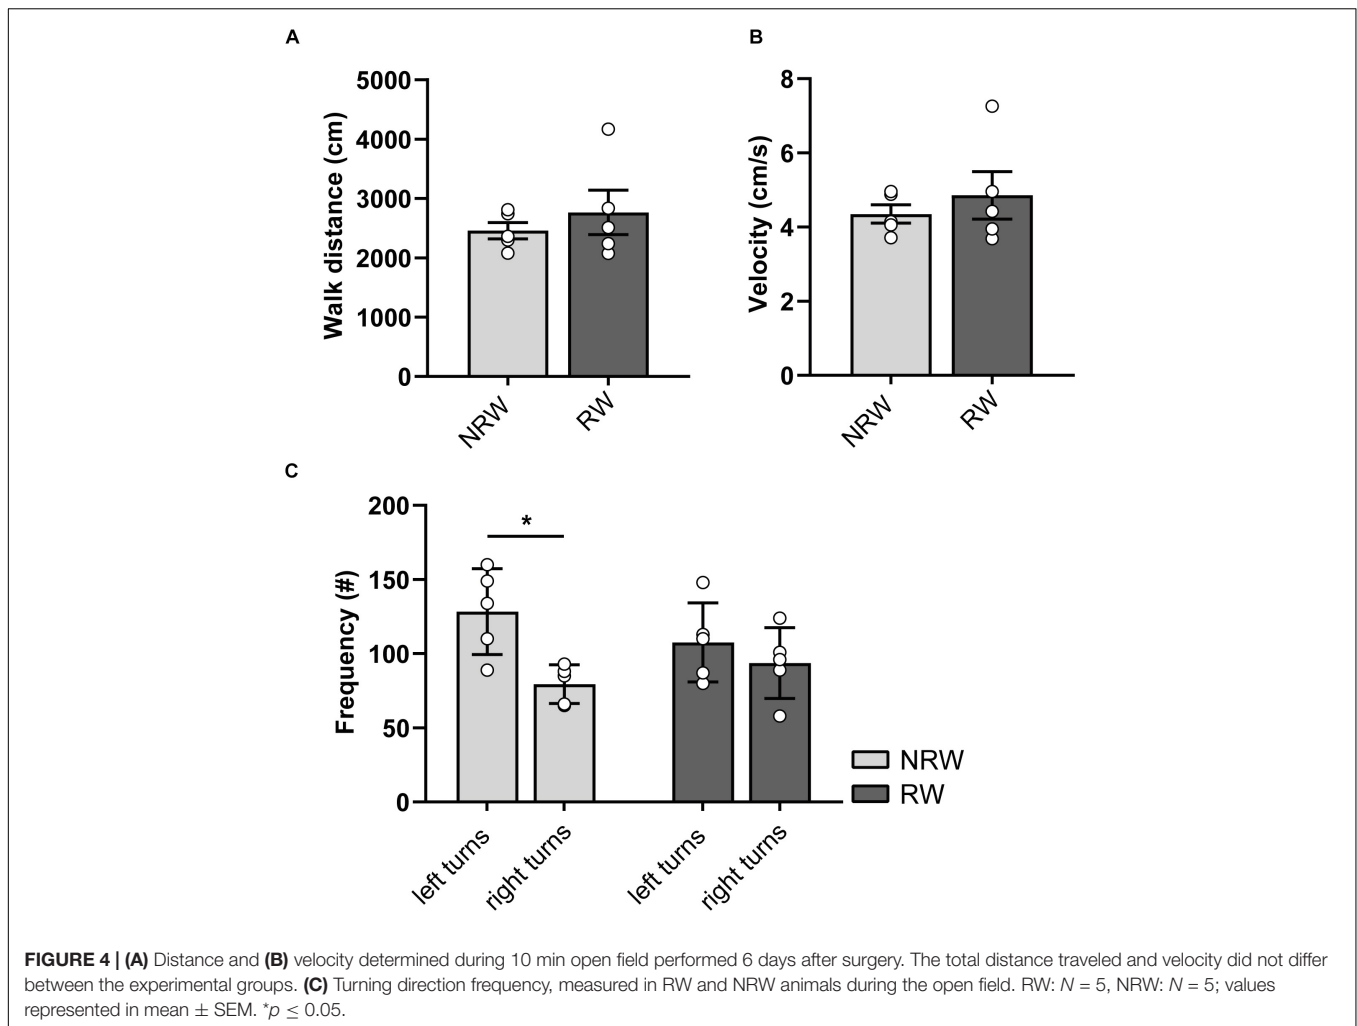 A
B
5000
4000
3000
2000
1000
0
Walk distance (cm)
NRW
RW
8
6
4
2
0
Velocity (cm/s)
NRW
RW
C
200
150
100
50
0
Frequency (#)
*
left turns
right turns
left turns
right turns
NRW
RW
FIGURE 4 | (A) Distance and (B) velocity determined during 10 min open field performed 6 days after surgery. The total distance traveled and velocity did not differ
between the experimental groups. (C) Turning direction frequency, measured in RW and NRW animals during the open field. RW: N = 5, NRW: N = 5; values
represented in mean ± SEM. *p ≤ 0.05.